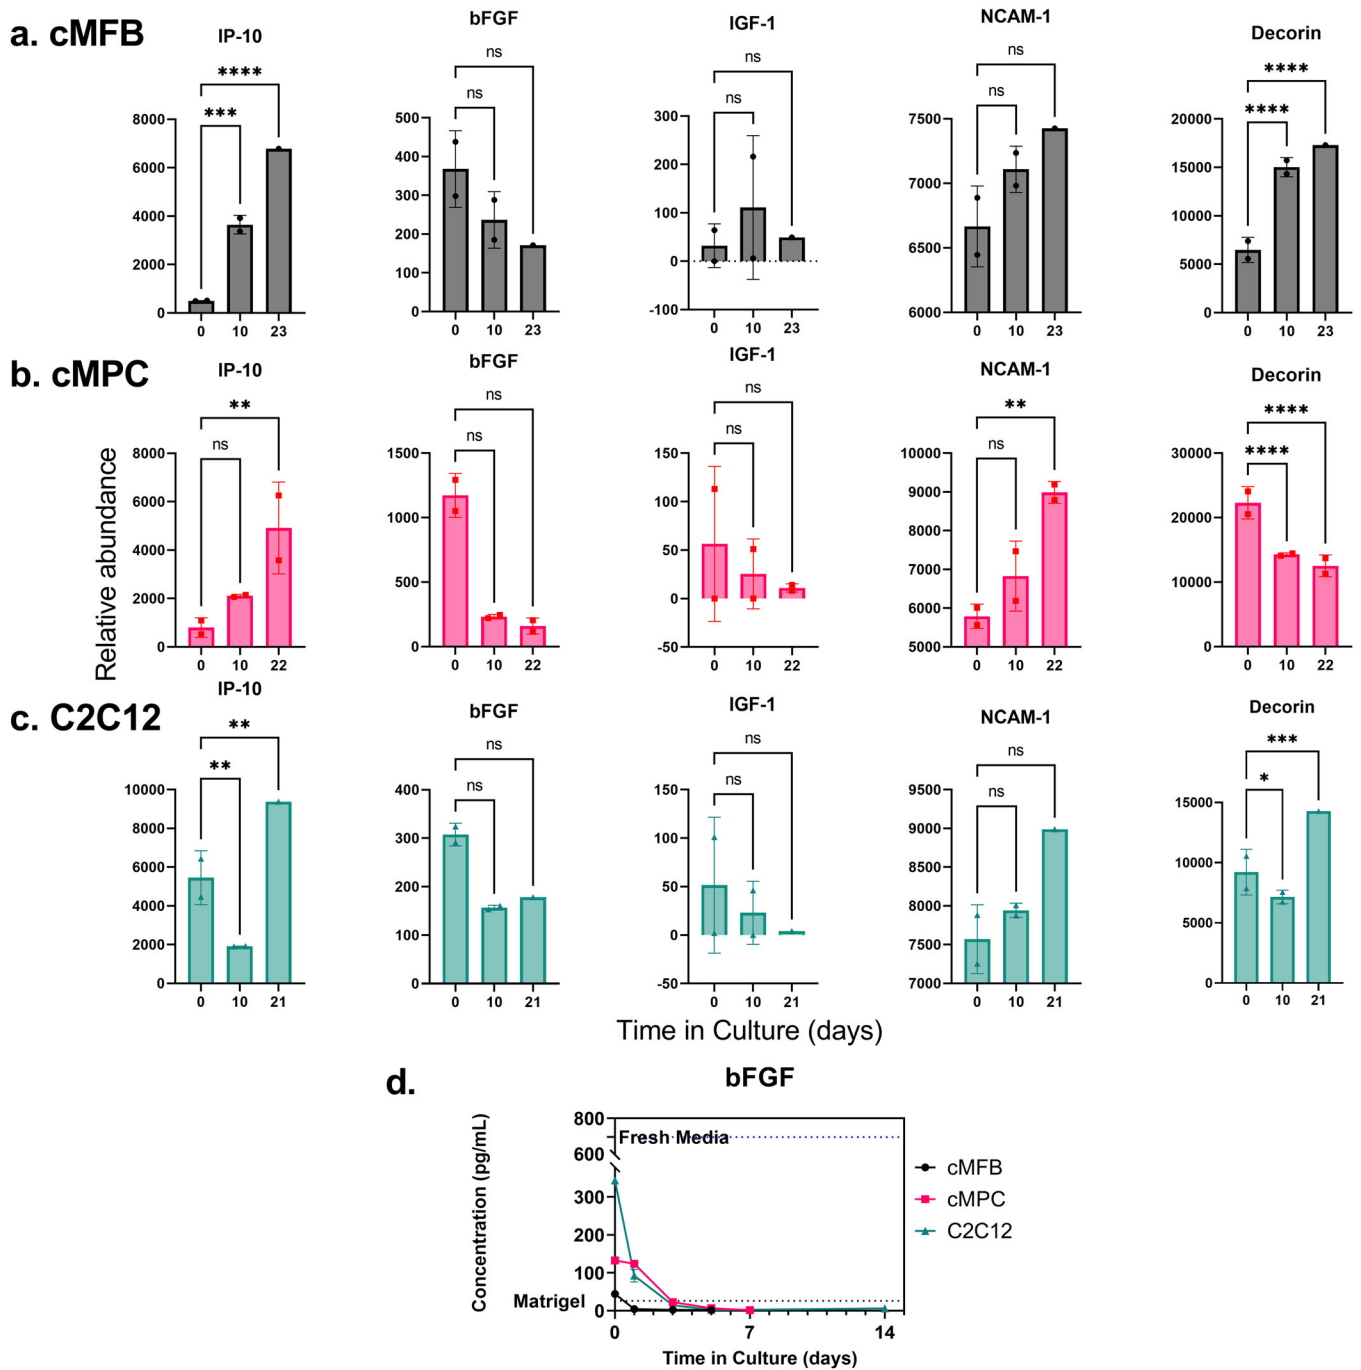 a. cMFB
IP-10
bFGF
IGF-1
NCAM-1
Decorin
**** 
***
ns
ns
ns
ns
ns
ns
****
****
8000
6000
4000
2000
0
0 10 23
500
400
300
200
100
0
0 10 23
300
200
100
0
-100
0 10 23
7500
7000
6500
6000
0 10 23
20000
15000
10000
5000
0
0 10 23
b. cMPC
IP-10
bFGF
IGF-1
NCAM-1
Decorin
**
ns
ns
ns
ns
ns
**
ns
****
****
Relative abundance
8000
6000
4000
2000
0
0 10 22
1500
1000
500
0
0 10 22
150
100
50
0
-50
0 10 22
10000
9000
8000
7000
6000
5000
0 10 22
30000
20000
10000
0
0 10 22
c. C2C12
IP-10
bFGF
IGF-1
NCAM-1
Decorin
**
**
ns
ns
ns
ns
ns
ns
***
*
10000
8000
6000
4000
2000
0
0 10 21
400
300
200
100
0
0 10 21
150
100
50
0
-50
0 10 21
9500
9000
8500
8000
7500
7000
0 10 21
15000
10000
5000
0
0 10 21
Time in Culture (days)
d.
bFGF
Concentration (pg/mL)
800
600
300
200
100
0
Fresh Media
Matrigel
0 7 14
Time in Culture (days)
cMFB
cMPC
C2C12